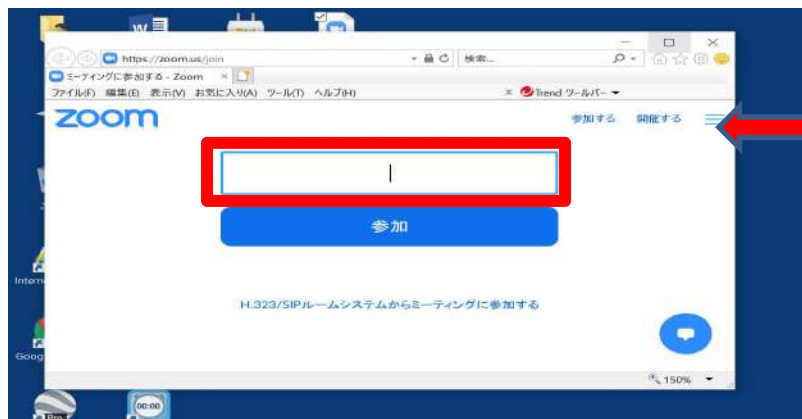 https://zoom.us/join
検索...
ミーティングに参加する - Zoom
ファイル(F) 編集(E) 表示(V) お気に入り(A) ツール(T) ヘルプ(H)
Trend ツールバー
zoom
参加する 開催する
参加
H.323/SIPルームシステムからミーティングに参加する
Intern
Goog
150%
00:00
Pro